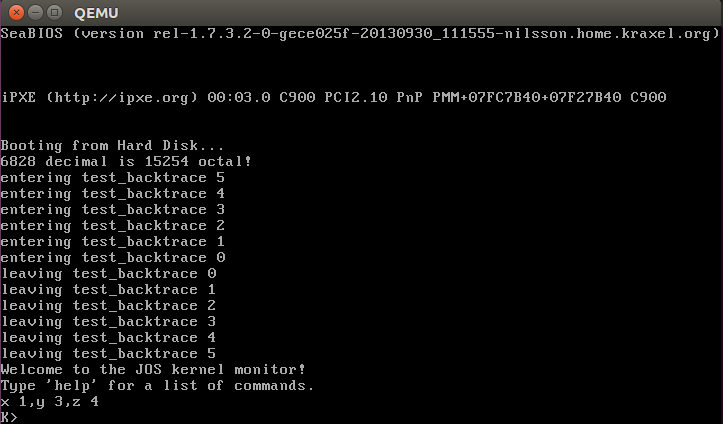 QEMU
SeaBIOS (version rel-1.7.3.2-0-gece025f-20130930_111555-nilsson.home.kraxel.org)
iPXE (http://ipxe.org) 00:03.0 C900 PCI2.10 PnP PMM+07FC7B40+07F27B40 C900
Booting from Hard Disk...
6828 decimal is 15254 octal!
entering test_backtrace 5
entering test_backtrace 4
entering test_backtrace 3
entering test_backtrace 2
entering test_backtrace 1
entering test_backtrace 0
leaving test_backtrace 0
leaving test_backtrace 1
leaving test_backtrace 2
leaving test_backtrace 3
leaving test_backtrace 4
leaving test_backtrace 5
Welcome to the JOS kernel monitor!
Type 'help' for a list of commands.
x 1,y 3,z 4
K>